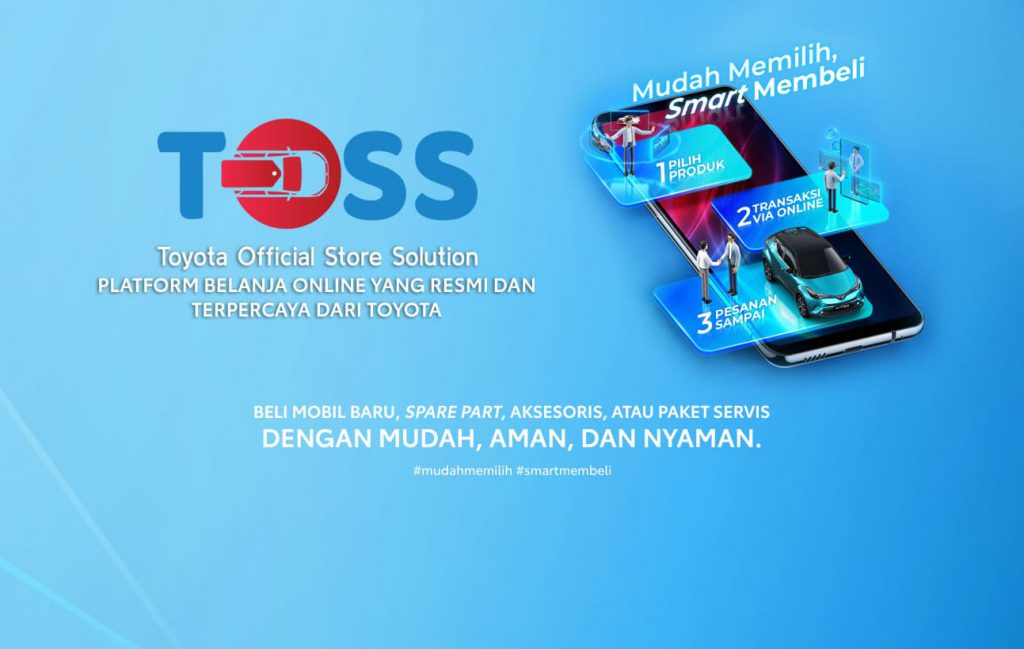 TOSS
Toyota Official Store Solution
PLATFORM BELANJA ONLINE YANG RESMI DAN
TERPERCAYA DARI TOYOTA
Mudah Memilih,
Smart Membeli
1 PILIH
PRODUK
2 TRANSAKSI
VIA ONLINE
3 PESANAN
SAMPAI
BELI MOBIL BARU, SPARE PART, AKSESORIS, ATAU PAKET SERVIS
DENGAN MUDAH, AMAN, DAN NYAMAN.
#mudahmemilih #smartmembeli